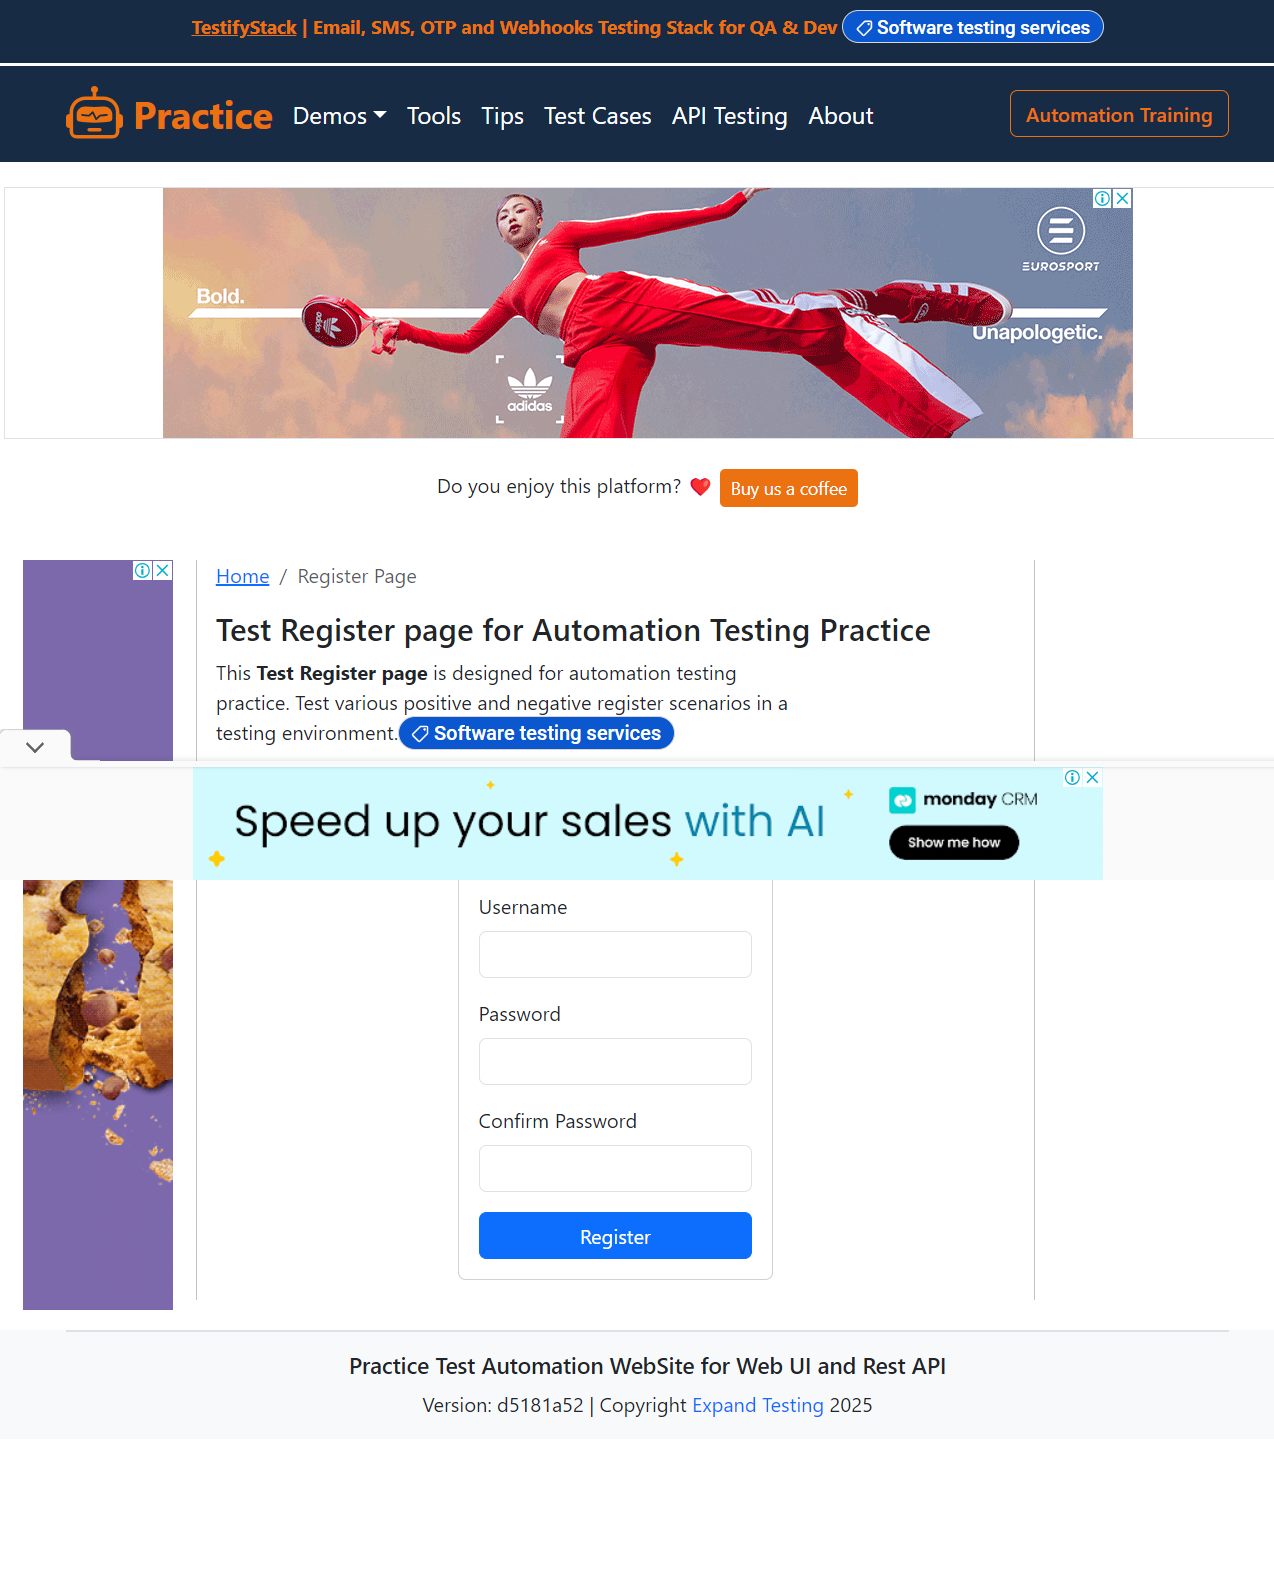 TestifyStack | Email, SMS, OTP and Webhooks Testing Stack for QA & Dev Software testing services
Practice Demos Tools Tips Test Cases API Testing About Automation Training
EUROSPORT
Bold.
adidas
Unapologetic.
adidas
Do you enjoy this platform? ❤️ Buy us a coffee
Home / Register Page
Test Register page for Automation Testing Practice
This Test Register page is designed for automation testing
practice. Test various positive and negative register scenarios in a
testing environment. Software testing services
Speed up your sales with AI
monday CRM
Show me how
Username
Password
Confirm Password
Register
Practice Test Automation WebSite for Web UI and Rest API
Version: d5181a52 | Copyright Expand Testing 2025